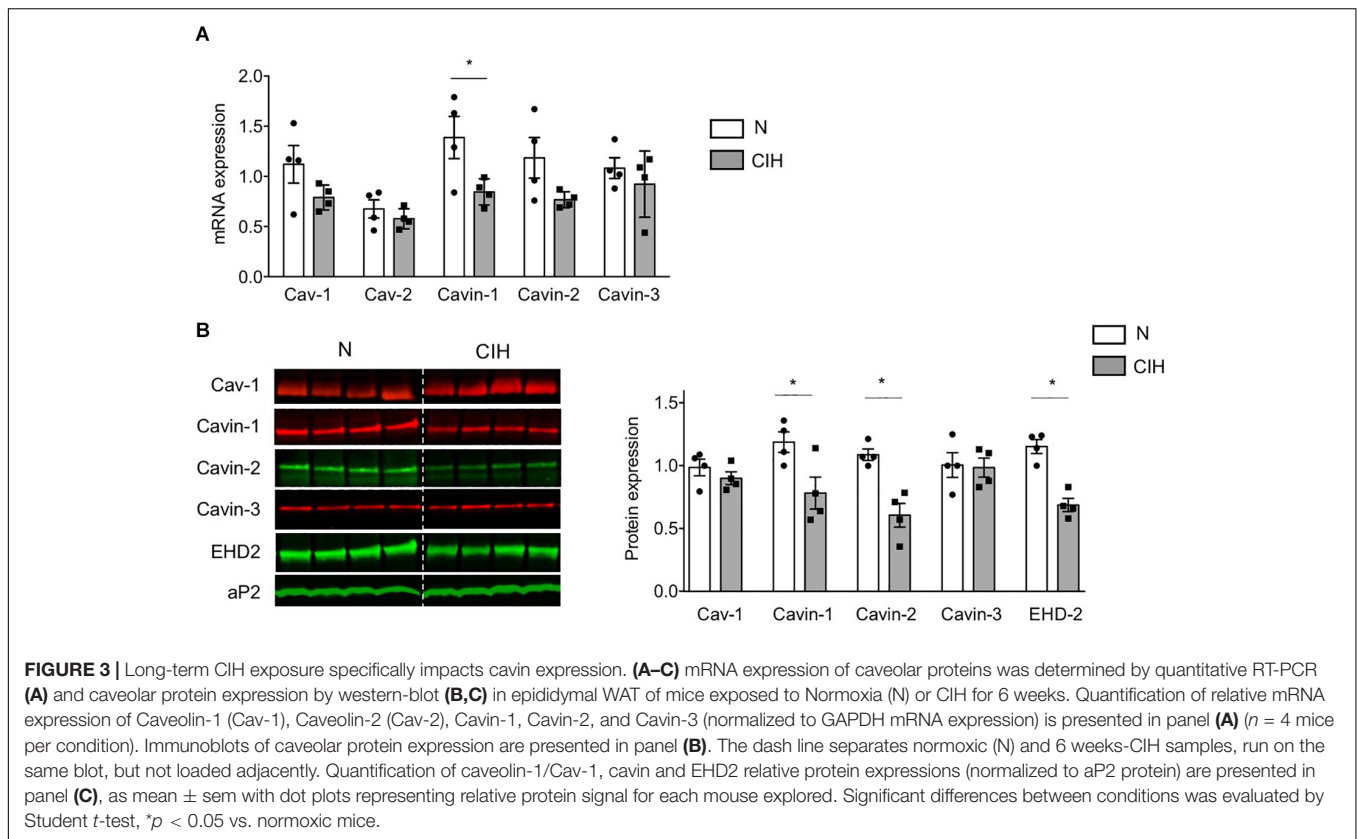 A
*
2.0
1.5
1.0
0.5
0.0
mRNA expression
N
CIH
Cav-1 Cav-2 Cavin-1 Cavin-2 Cavin-3
B
N CIH
Cav-1
Cavin-1
Cavin-2
Cavin-3
EHD2
aP2
N
CIH
* * *
1.5
1.0
0.5
0.0
Protein expression
Cav-1 Cavin-1 Cavin-2 Cavin-3 EHD-2
FIGURE 3 | Long-term CIH exposure specifically impacts cavin expression. (A–C) mRNA expression of caveolar proteins was determined by quantitative RT-PCR
(A) and caveolar protein expression by western-blot (B,C) in epididymal WAT of mice exposed to Normoxia (N) or CIH for 6 weeks. Quantification of relative mRNA
expression of Caveolin-1 (Cav-1), Caveolin-2 (Cav-2), Cavin-1, Cavin-2, and Cavin-3 (normalized to GAPDH mRNA expression) is presented in panel (A) (n = 4 mice
per condition). Immunoblots of caveolar protein expression are presented in panel (B). The dash line separates normoxic (N) and 6 weeks-CIH samples, run on the
same blot, but not loaded adjacently. Quantification of caveolin-1/Cav-1, cavin and EHD2 relative protein expressions (normalized to aP2 protein) are presented in
panel (C), as mean ± sem with dot plots representing relative protein signal for each mouse explored. Significant differences between conditions was evaluated by
Student t-test, *p < 0.05 vs. normoxic mice.